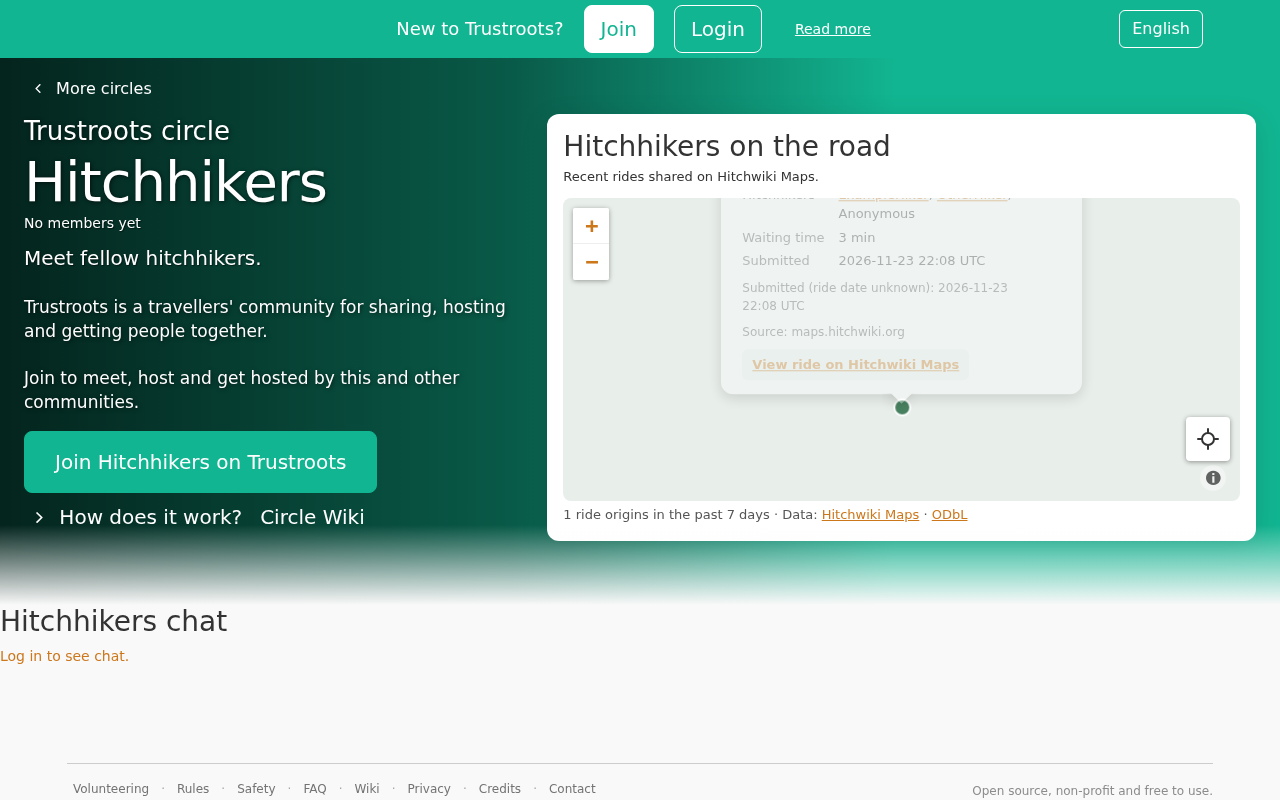 New to Trustroots? Join Login Read more English
More circles
Trustroots circle
Hitchhikers
No members yet
Meet fellow hitchhikers.
Trustroots is a travellers' community for sharing, hosting
and getting people together.
Join to meet, host and get hosted by this and other
communities.
Join Hitchhikers on Trustroots
How does it work? Circle Wiki
Hitchhikers on the road
Recent rides shared on Hitchwiki Maps.
+
−
Anonymous
Waiting time 3 min
Submitted 2026-11-23 22:08 UTC
Submitted (ride date unknown): 2026-11-23
22:08 UTC
Source: maps.hitchwiki.org
View ride on Hitchwiki Maps
1 ride origins in the past 7 days · Data: Hitchwiki Maps · ODbL
Hitchhikers chat
Log in to see chat.
Volunteering · Rules · Safety · FAQ · Wiki · Privacy · Credits · Contact
Open source, non-profit and free to use.